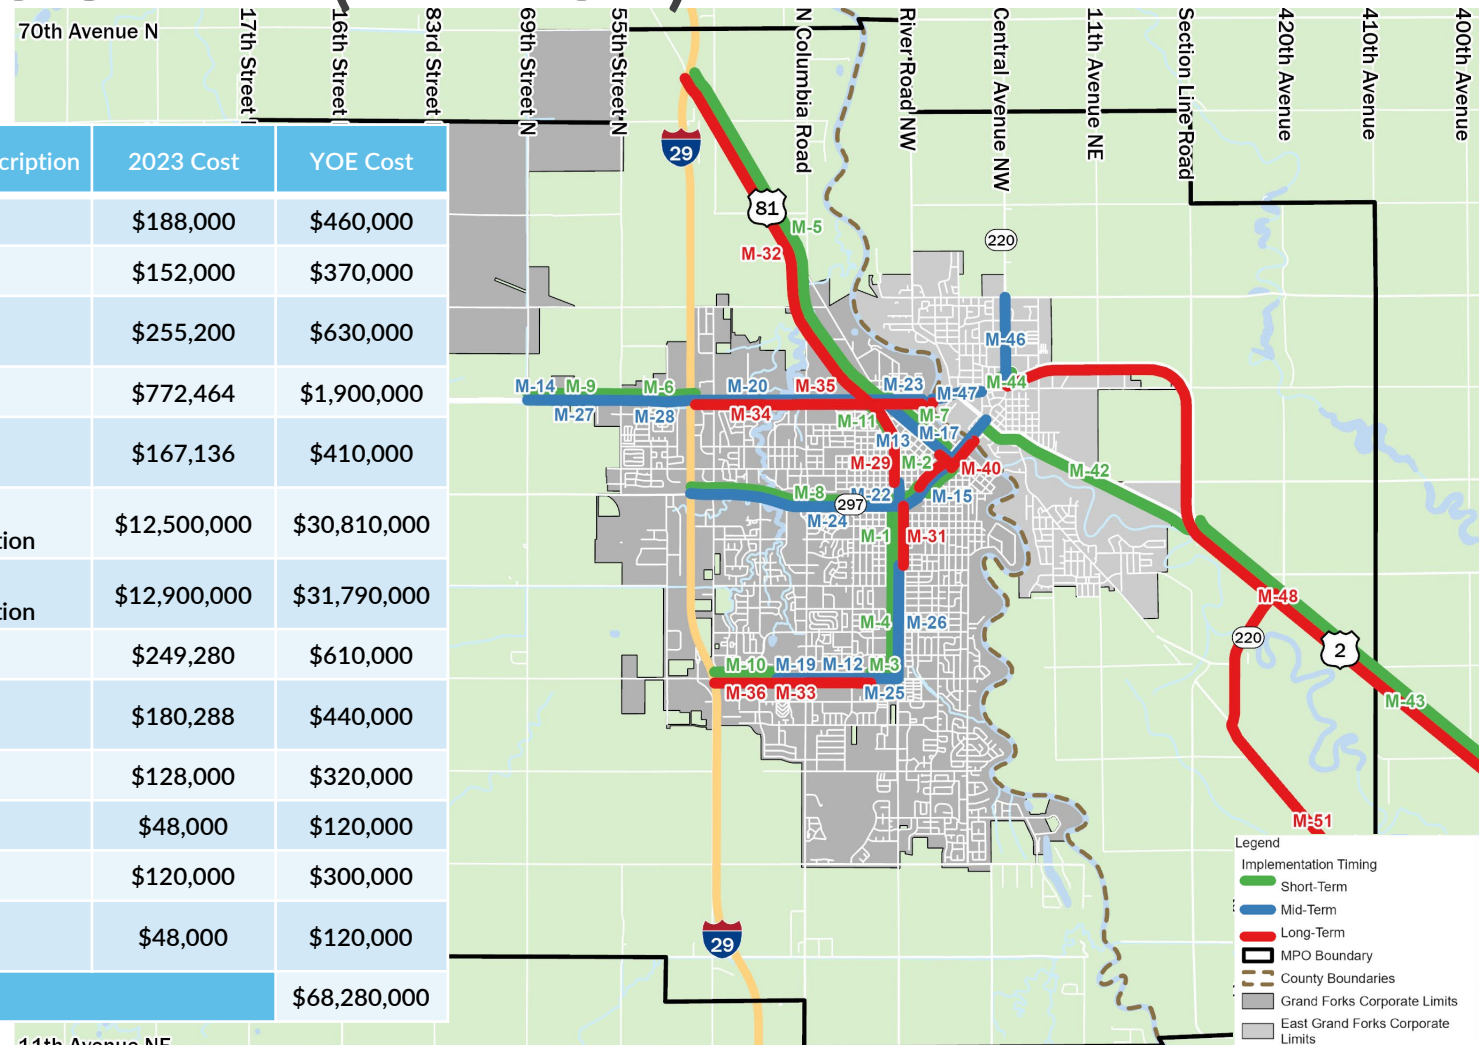 70th Avenue N
17th Street
16th Street
83rd Street N
69th Street N
55th Street N
N Columbia Road
River Road NW
Central Avenue NW
11th Avenue NE
Section Line Road
420th Avenue
410th Avenue
400th Avenue
cription 2023 Cost YOE Cost
$188,000 $460,000
$152,000 $370,000
$255,200 $630,000
$772,464 $1,900,000
$167,136 $410,000
tion $12,500,000 $30,810,000
tion $12,900,000 $31,790,000
$249,280 $610,000
$180,288 $440,000
$128,000 $320,000
$48,000 $120,000
$120,000 $300,000
$48,000 $120,000
$68,280,000
29
81
M-5
M-32
220
M-46
M-44
M-14 M-9 M-6 M-20 M-35 M-23 M-47
M-27 M-28 M-34 M-11 M-7
M13 M-17
M-29 M-2 M-40
M-42
M-8 M-22 M-15
297
M-24
M-1 M-31
M-48
M-4 M-26
220
2
M-10 M-19 M-12 M-3
M-36 M-33 M-25
M-43
M-51
29
Legend
Implementation Timing
Short-Term
Mid-Term
Long-Term
MPO Boundary
County Boundaries
Grand Forks Corporate Limits
East Grand Forks Corporate
Limits
11th Avenue NE